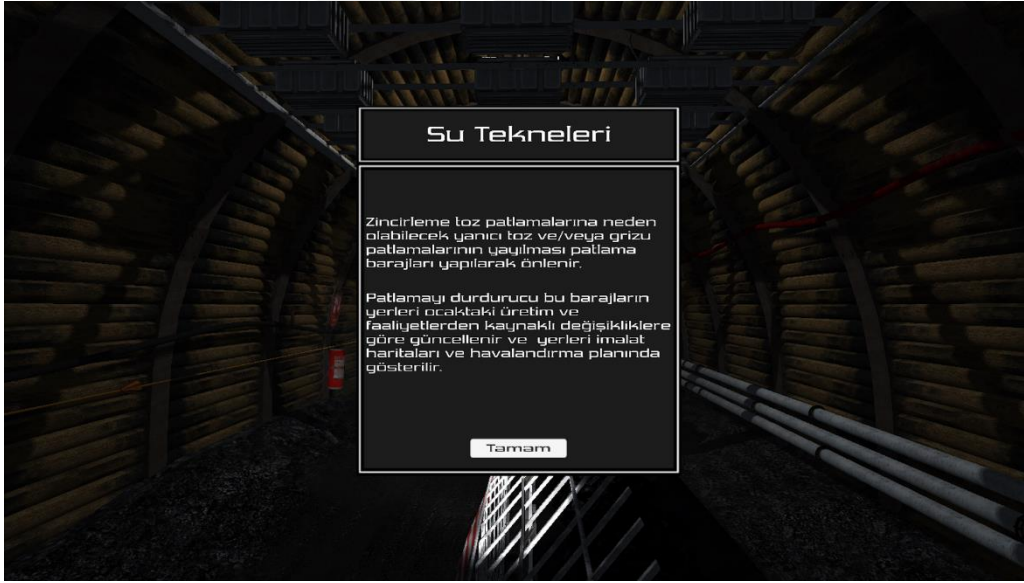 Su Tekneleri
Zincirleme toz patlamalarına neden
olabilecek yanıcı toz ve/veya grizu
patlamalarının yayılması patlama
barajları yapılarak önlenir.
Patlamayı durdurucu bu barajların
yerleri ocaktaki üretim ve
faaliyetlerden kaynaklı değişikliklere
göre güncellenir ve yerleri imalat
haritaları ve havalandırma planında
gösterilir.
Tamam